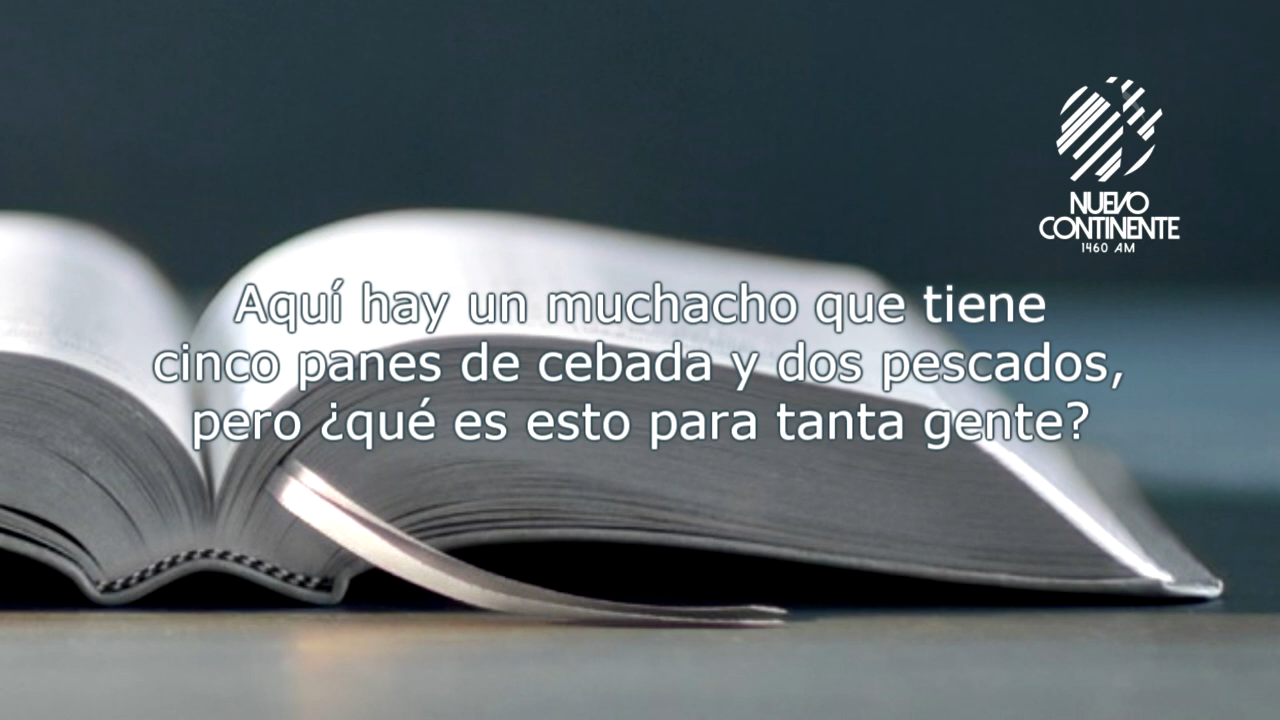 NUEVO
CONTINENTE
1460 AM
Aquí hay un muchacho que tiene
cinco panes de cebada y dos pescados,
pero ¿qué es esto para tanta gente?